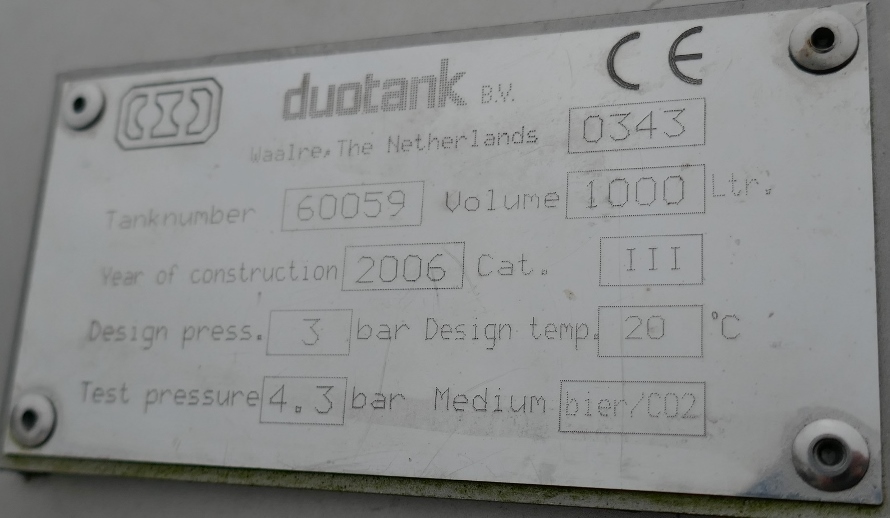 duotank B.V. CE
Waalre, The Netherlands 0343
Tanknumber 60059 Volume 1000 Ltr.
Year of construction 2006 Cat. III
Design press. 3 bar Design temp. 20 °C
Test pressure 4.3 bar Medium bier/CO2